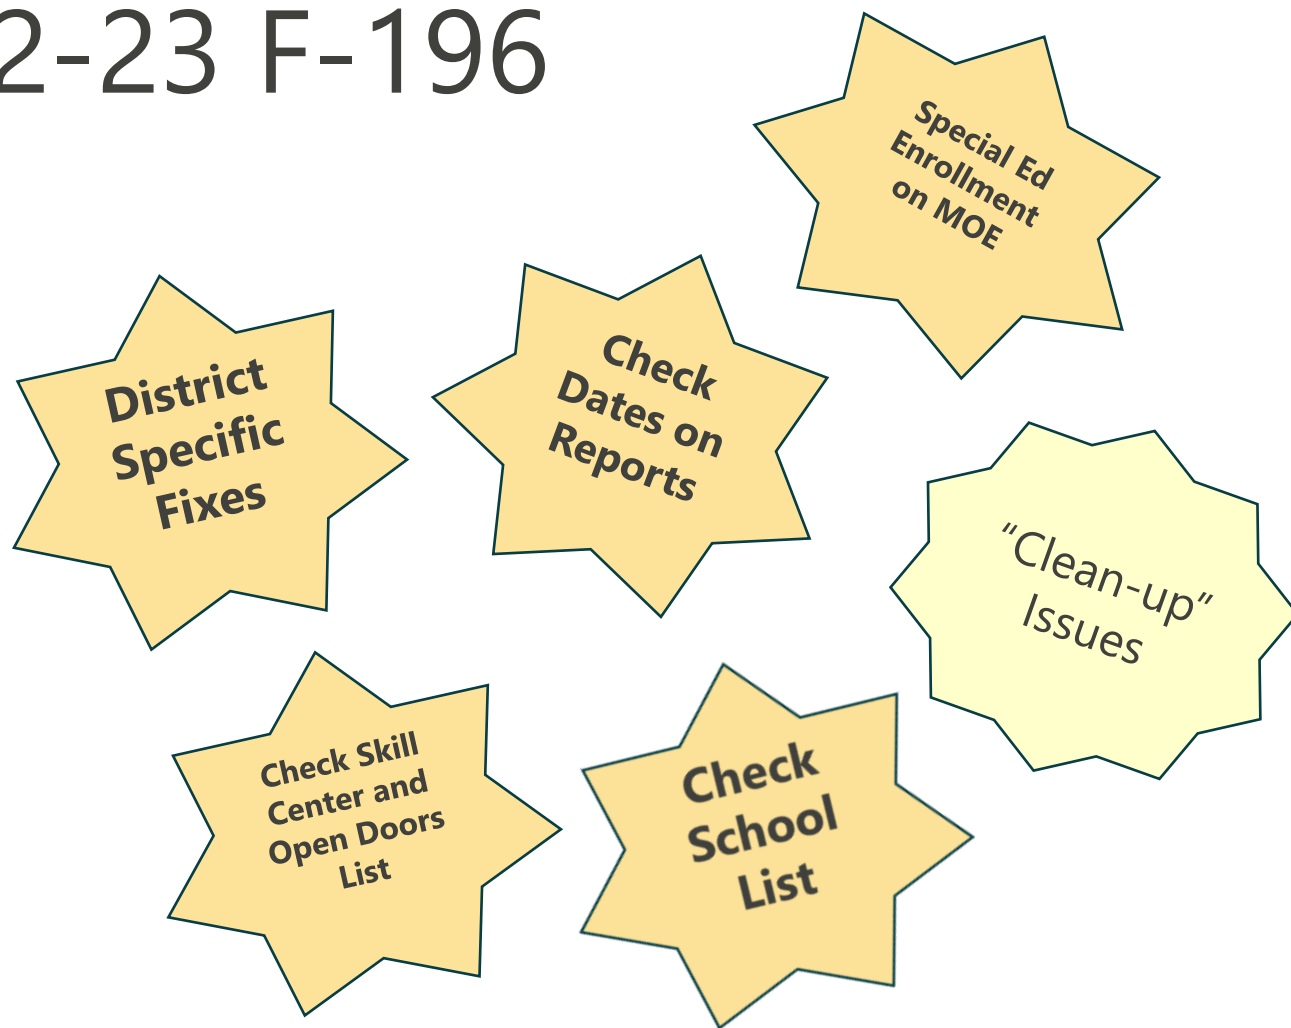 2-23 F-196
Special Ed
Enrollment
on MOE
District
Specific
Fixes
Check
Dates on
Reports
“Clean-up”
Issues
Check Skill
Center and
Open Doors
List
Check
School
List